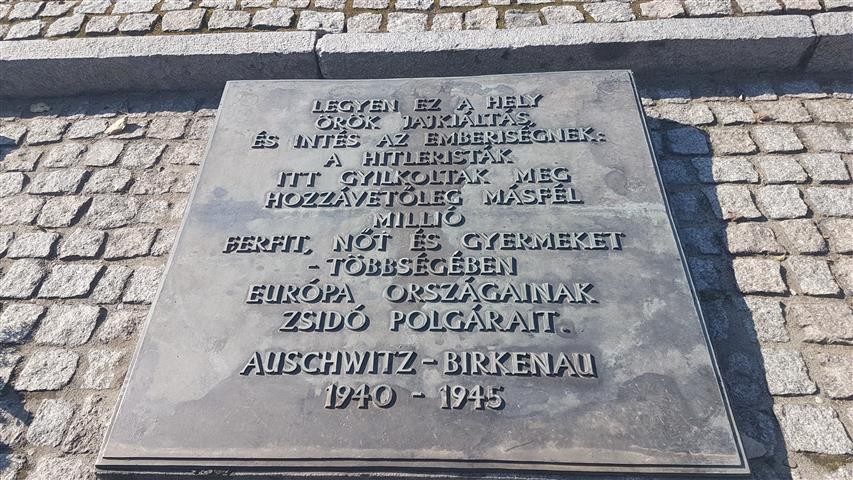 LEGYEN EZ A HELY
ÖRÖK JAJKIÁLTÁS
ÉS INTÉS AZ EMBERISÉGNEK:
A HITLERISTÁK
ITT GYILKOLTAK MEG
HOZZÁVETŐLEG MÁSFÉL
MILLIÓ
FERFIT, NŐT ÉS GYERMEKET
- TÖBBSÉGÉBEN
EURÓPA ORSZÁGAINAK
ZSIDÓ POLGÁRAIT.
AUSCHWITZ - BIRKENAU
1940 - 1945